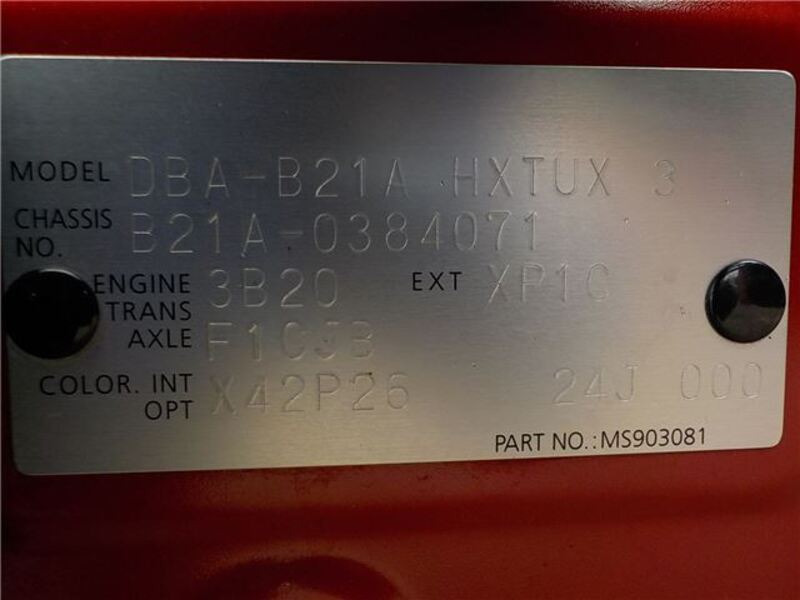 MODEL DBA-B21A HXTUX 3
CHASSIS NO. B21A-0384071
ENGINE 3B20 EXT XP1C
TRANS AXLE F1CJB
COLOR. INT OPT X42P26 24J 000
PART NO.:MS903081